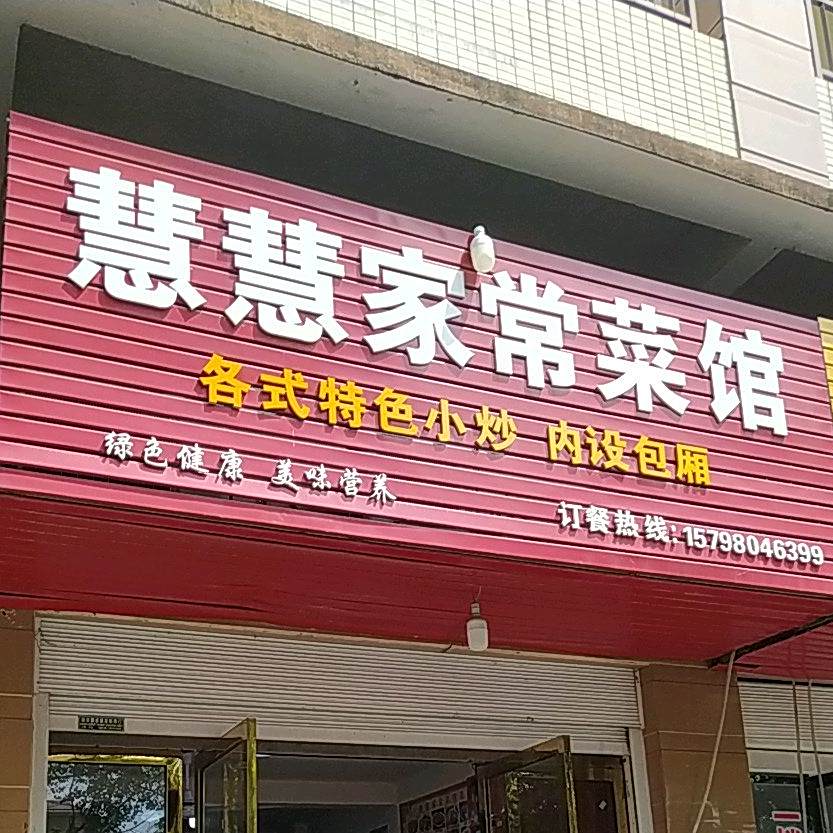 慧慧家常菜馆
各式特色小炒 内设包厢
绿色健康 美味营养
订餐热线:15798046399